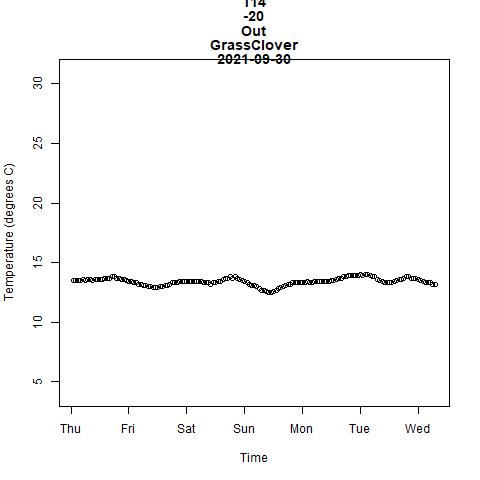 T14
-20
Out
GrassClover
2021-09-30
Temperature (degrees C)
30
25
20
15
10
5
Thu Fri Sat Sun Mon Tue Wed
Time